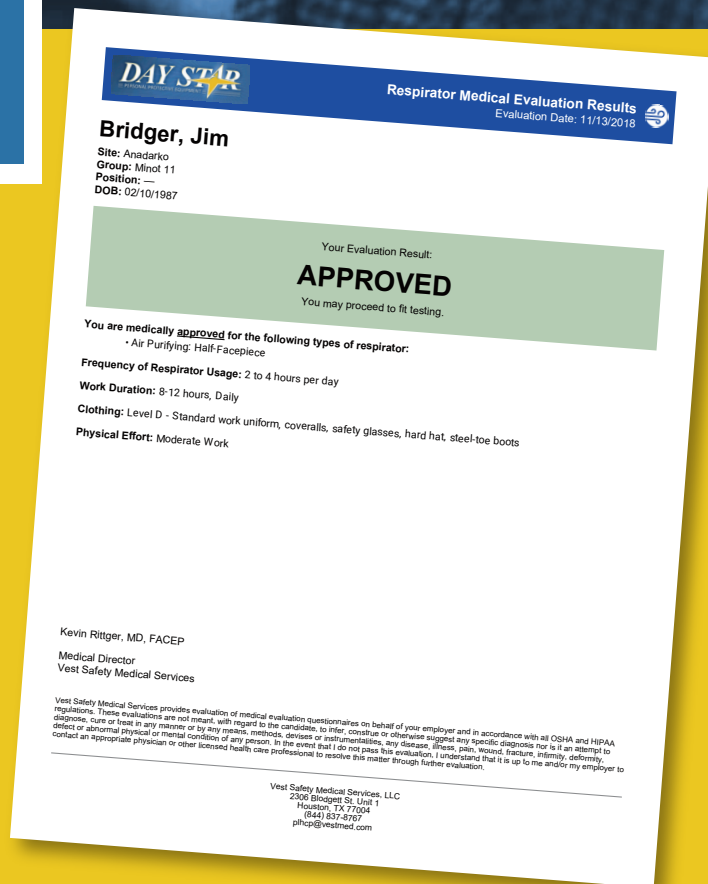 DAY STAR
PERSONAL PROTECTIVE EQUIPMENT
Respirator Medical Evaluation Results
Evaluation Date: 11/13/2018
Bridger, Jim
Site: Anadarko
Group: Minot 11
Position: —
DOB: 02/10/1987
Your Evaluation Result:
APPROVED
You may proceed to fit testing.
You are medically approved for the following types of respirator:
• Air Purifying: Half-Facepiece
Frequency of Respirator Usage: 2 to 4 hours per day
Work Duration: 8-12 hours, Daily
Clothing: Level D - Standard work uniform, coveralls, safety glasses, hard hat, steel-toe boots
Physical Effort: Moderate Work
Kevin Rittger, MD, FACEP
Medical Director
Vest Safety Medical Services
Vest Safety Medical Services provides evaluation of medical evaluation questionnaires on behalf of your employer and in accordance with all OSHA and HIPAA
regulations. These evaluations are not meant, with regard to the candidate, to infer, construe or otherwise suggest any specific diagnosis nor is it an attempt to
diagnose, cure or treat in any manner or by any means, methods, devises or instrumentalities, any disease, illness, pain, wound, fracture, infirmity, deformity,
defect or abnormal physical or mental condition of any person. In the event that I do not pass this evaluation, I understand that it is up to me and/or my employer to
contact an appropriate physician or other licensed health care professional to resolve this matter through further evaluation.
Vest Safety Medical Services, LLC
2306 Blodgett St. Unit 1
Houston, TX 77004
(844) 837-8767
plhcp@vestmed.com